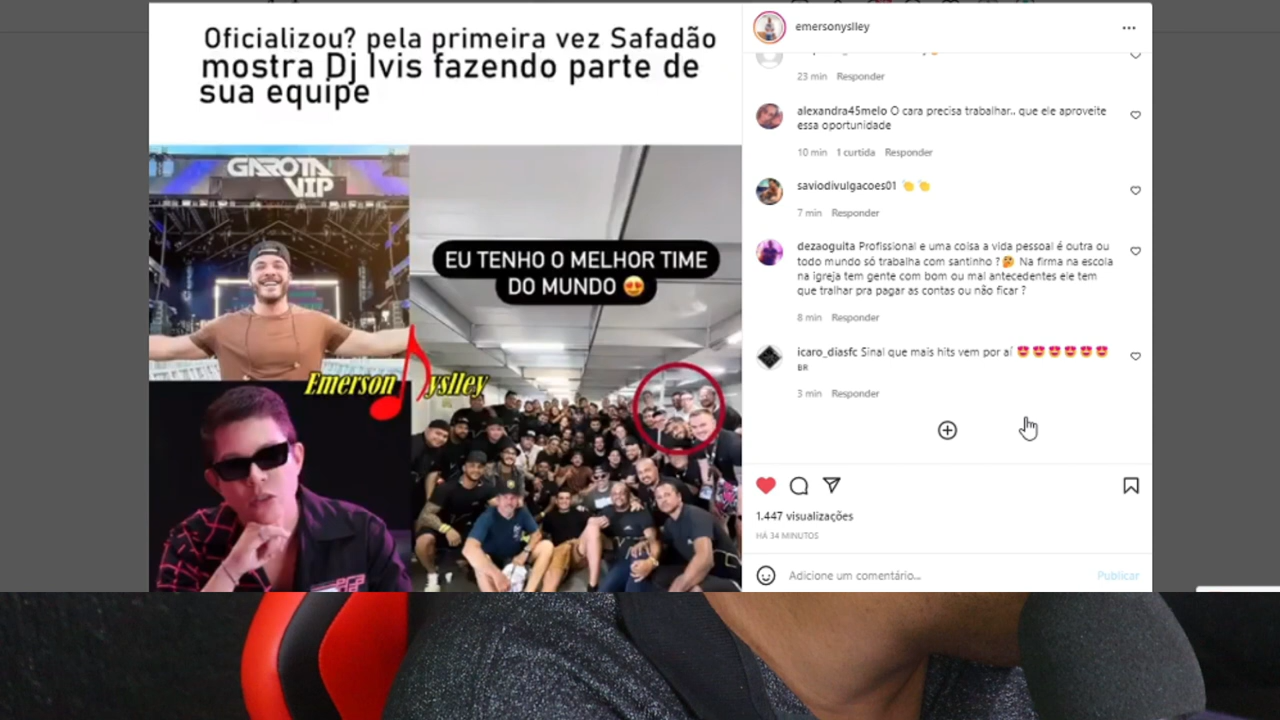 Oficializou? pela primeira vez Safadão
mostra Dj Ivis fazendo parte de
sua equipe
GAROTA
VIP
EU TENHO O MELHOR TIME
DO MUNDO 😍
Emerson yslley
emersonyslley
23 min Responder
alexandra45melo O cara precisa trabalhar.. que ele aproveite
essa oportunidade
10 min 1 curtida Responder
saviodivulgacoes01 👏 👏
7 min Responder
dezaoguita Profissional e uma coisa a vida pessoal é outra ou
todo mundo só trabalha com santinho ?🤔 Na firma na escola
na igreja tem gente com bom ou mal antecedentes ele tem
que tralhar pra pagar as contas ou não ficar ?
8 min Responder
icaro_diasfc Sinal que mais hits vem por aí 😍😍😍😍😍😍
BR
3 min Responder
1.447 visualizações
HÁ 34 MINUTOS
Adicione um comentário...
Publicar